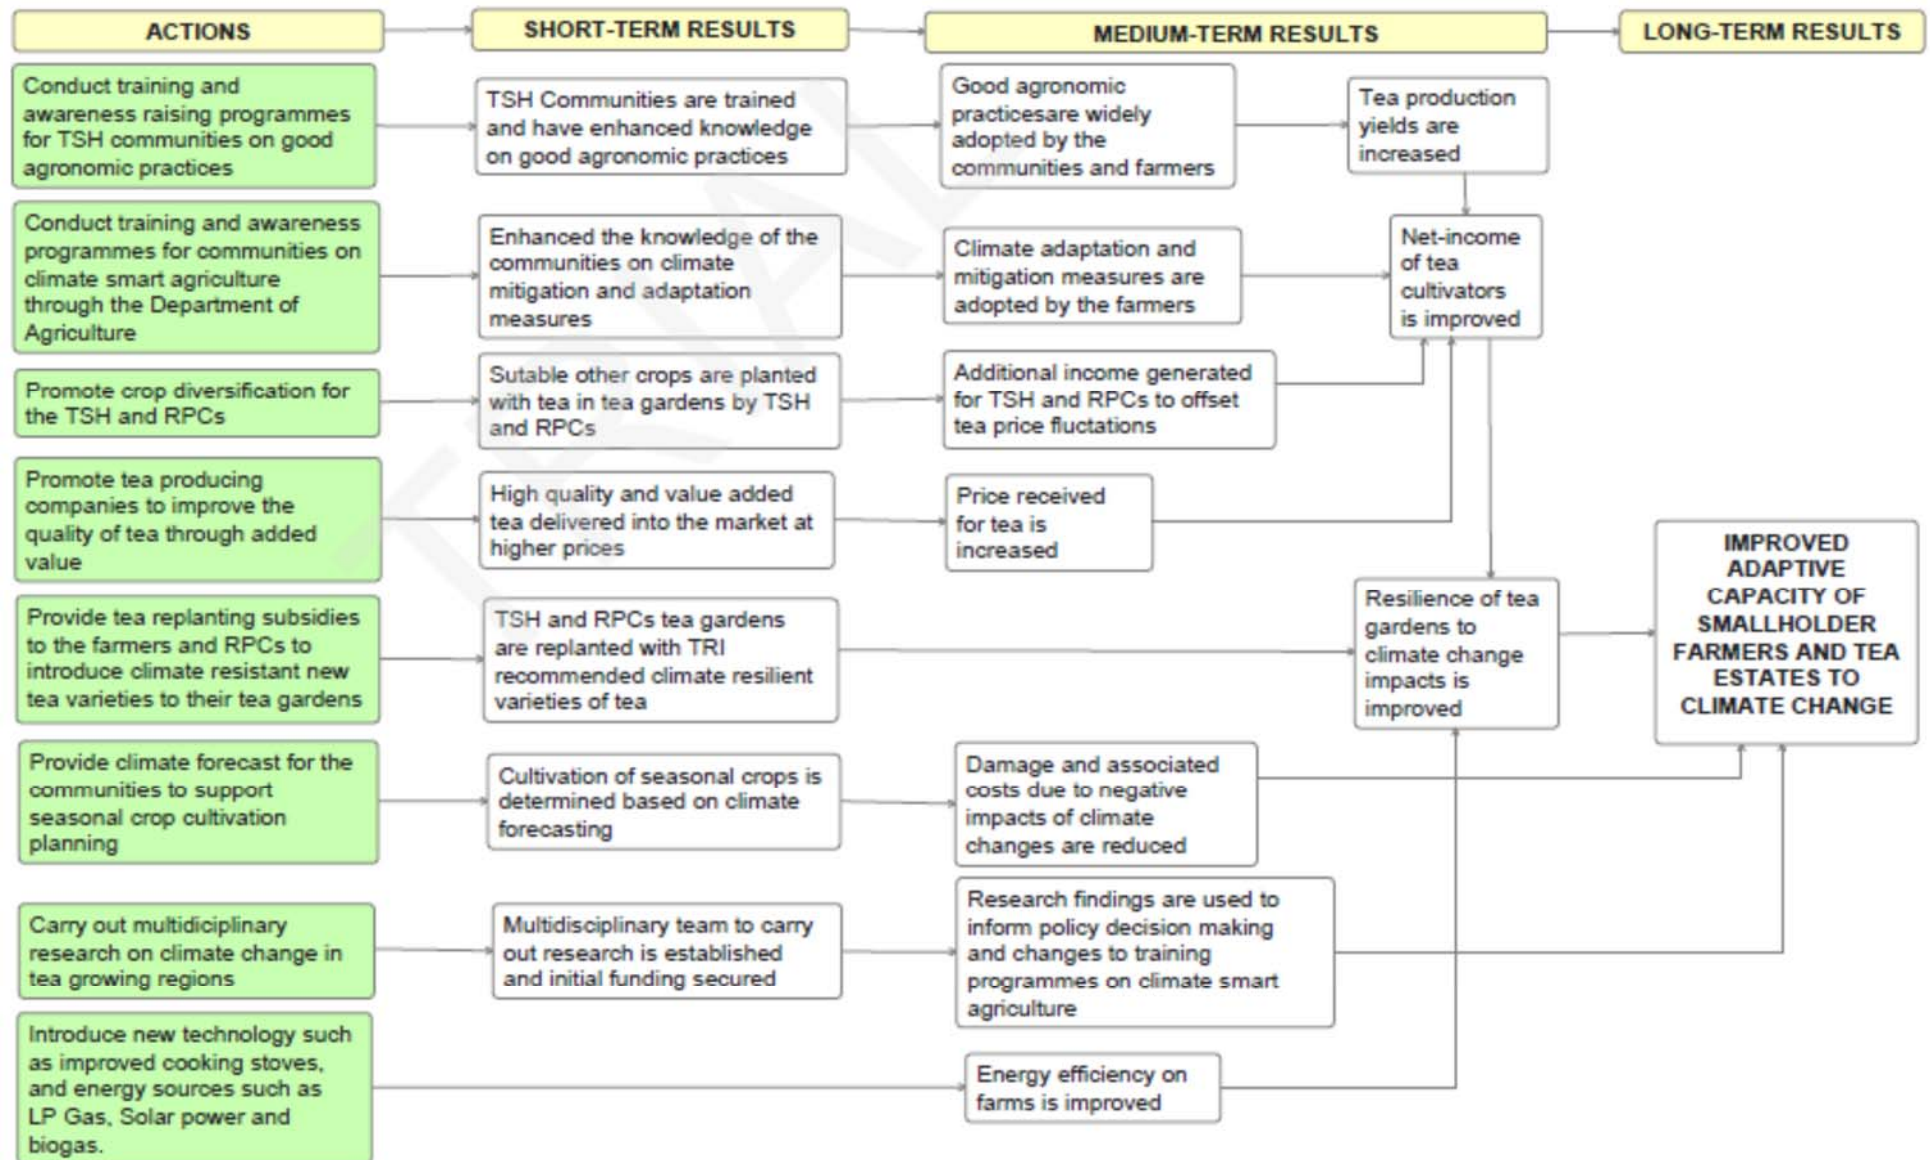 ACTIONS
SHORT-TERM RESULTS
MEDIUM-TERM RESULTS
LONG-TERM RESULTS
Conduct training and
awareness raising programmes
for TSH communities on good
agronomic practices
TSH Communities are trained
and have enhanced knowledge
on good agronomic practices
Good agronomic
practicesare widely
adopted by the
communities and farmers
Tea production
yields are
increased
Conduct training and awareness
programmes for communities on
climate smart agriculture
through the Department of
Agriculture
Enhanced the knowledge of the
communities on climate
mitigation and adaptation
measures
Climate adaptation and
mitigation measures are
adopted by the farmers
Net-income
of tea
cultivators
is improved
Promote crop diversification for
the TSH and RPCs
Sutable other crops are planted
with tea in tea gardens by TSH
and RPCs
Additional income generated
for TSH and RPCs to offset
tea price fluctations
Promote tea producing
companies to improve the
quality of tea through added
value
High quality and value added
tea delivered into the market at
higher prices
Price received
for tea is
increased
Provide tea replanting subsidies
to the farmers and RPCs to
introduce climate resistant new
tea varieties to their tea gardens
TSH and RPCs tea gardens
are replanted with TRI
recommended climate resilient
varieties of tea
Resilience of tea
gardens to
climate change
impacts is
improved
IMPROVED
ADAPTIVE
CAPACITY OF
SMALLHOLDER
FARMERS AND TEA
ESTATES TO
CLIMATE CHANGE
Provide climate forecast for the
communities to support
seasonal crop cultivation
planning
Cultivation of seasonal crops is
determined based on climate
forecasting
Damage and associated
costs due to negative
impacts of climate
changes are reduced
Carry out multidiciplinary
research on climate change in
tea growing regions
Multidisciplinary team to carry
out research is established
and initial funding secured
Research findings are used to
inform policy decision making
and changes to training
programmes on climate smart
agriculture
Introduce new technology such
as improved cooking stoves,
and energy sources such as
LP Gas, Solar power and
biogas.
Energy efficiency on
farms is improved
TRIAL